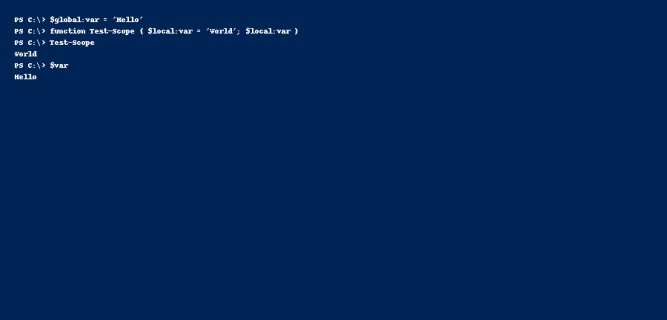 PS C:\> $global:var = 'Hello'
PS C:\> function Test-Scope { $local:var = 'World'; $local:var }
PS C:\> Test-Scope
World
PS C:\> $var
Hello